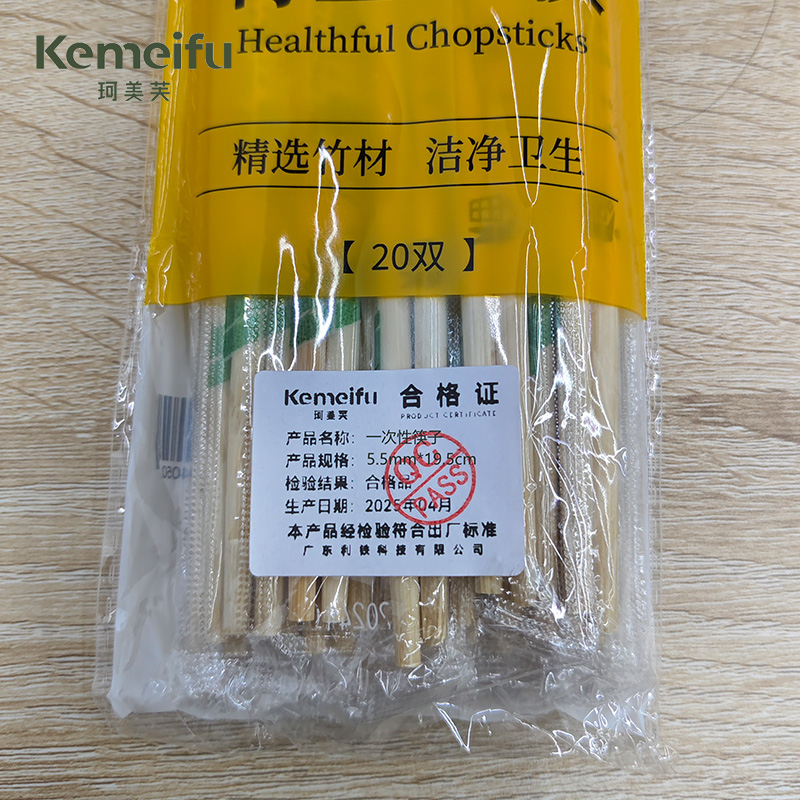 Kemeifu
珂美芙
Healthful Chopsticks
精选竹材 洁净卫生
【20双】
Kemeifu 合格证
珂美芙 PRODUCT CERTIFICATE
产品名称：一次性筷子
产品规格：5.5mm*19.5cm
检验结果：合格品
生产日期：2025年04月
QC
PASS
本产品经检验符合出厂标准
广东利铁科技有限公司